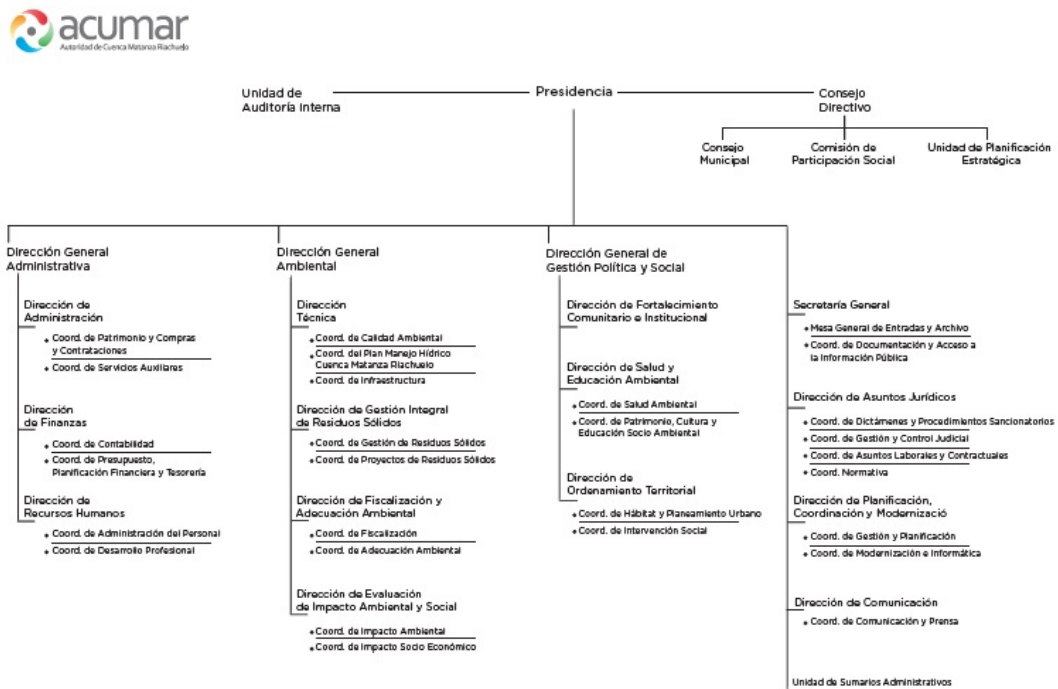 acumar
Autoridad de Cuenca Matanza Riachuelo
Unidad de
Auditoría Interna
Presidencia
Consejo
Directivo
Consejo
Municipal
Comisión de
Participación Social
Unidad de Planificación
Estratégica
Dirección General
Administrativa
Dirección de
Administración
Coord. de Patrimonio y Compras
y Contrataciones
Coord. de Servicios Auxiliares
Dirección
de Finanzas
Coord. de Contabilidad
Coord. de Presupuesto,
Planificación Financiera y Tesorería
Dirección de
Recursos Humanos
Coord. de Administración del Personal
Coord. de Desarrollo Profesional
Dirección General
Ambiental
Dirección
Técnica
Coord. de Calidad Ambiental
Coord. del Plan Manejo Hídrico
Cuenca Matanza Riachuelo
Coord. de Infraestructura
Dirección de Gestión Integral
de Residuos Sólidos
Coord. de Gestión de Residuos Sólidos
Coord. de Proyectos de Residuos Sólidos
Dirección de Fiscalización y
Adecuación Ambiental
Coord. de Fiscalización
Coord. de Adecuación Ambiental
Dirección de Evaluación
de Impacto Ambiental y Social
Coord. de Impacto Ambiental
Coord. de Impacto Socio Económico
Dirección General de
Gestión Política y Social
Dirección de Fortalecimiento
Comunitario e Institucional
Dirección de Salud y
Educación Ambiental
Coord. de Salud Ambiental
Coord. de Patrimonio, Cultura y
Educación Socio Ambiental
Dirección de
Ordenamiento Territorial
Coord. de Hábitat y Planeamiento Urbano
Coord. de Intervención Social
Secretaría General
Mesa General de Entradas y Archivo
Coord. de Documentación y Acceso a
la Información Pública
Dirección de Asuntos Jurídicos
Coord. de Dictámenes y Procedimientos Sancionatorios
Coord. de Gestión y Control Judicial
Coord. de Asuntos Laborales y Contractuales
Coord. Normativa
Dirección de Planificación,
Coordinación y Modernizació
Coord. de Gestión y Planificación
Coord. de Modernización e Informática
Dirección de Comunicación
Coord. de Comunicación y Prensa
Unidad de Sumarios Administrativos